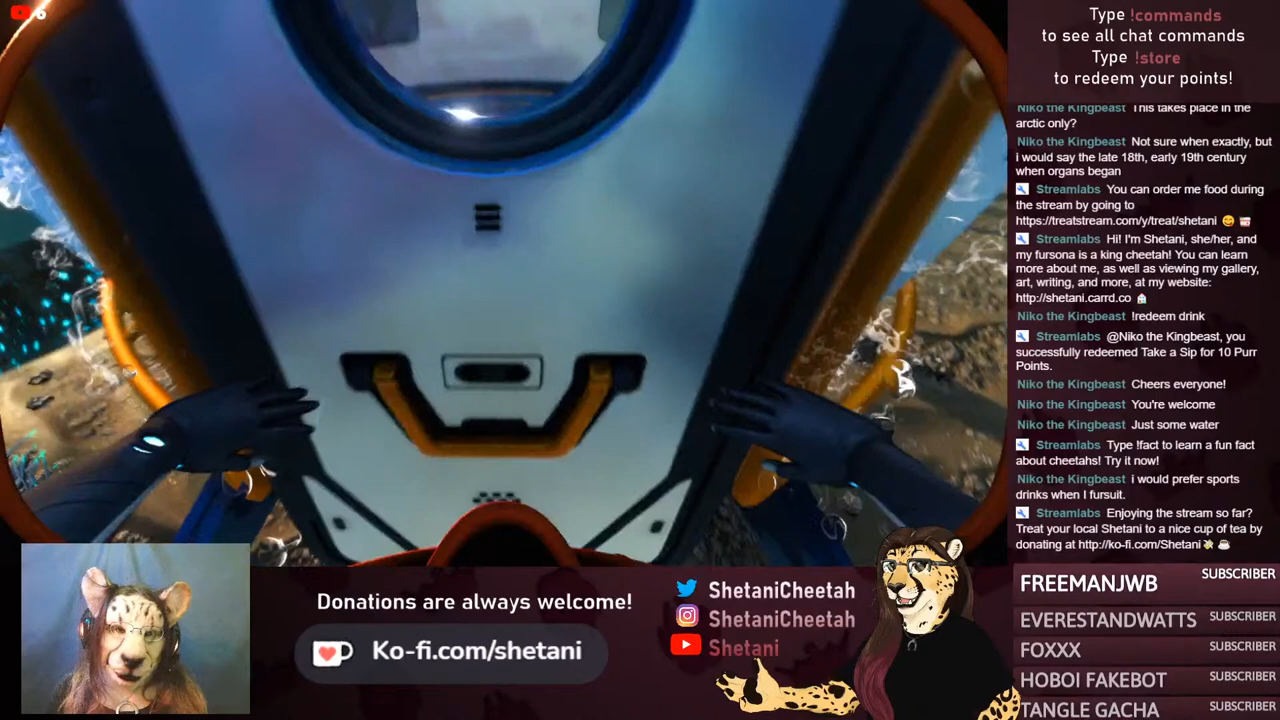 6
Type !commands
to see all chat commands
Type !store
to redeem your points!
Niko the Kingbeast This takes place in the
arctic only?
Niko the Kingbeast Not sure when exactly, but
i would say the late 18th, early 19th century
when organs began
Streamlabs You can order me food during
the stream by going to
https://treatstream.com/y/treat/shetani
Streamlabs Hi! I'm Shetani, she/her, and
my fursona is a king cheetah! You can learn
more about me, as well as viewing my gallery,
art, writing, and more, at my website:
http://shetani.carrd.co
Niko the Kingbeast !redeem drink
Streamlabs @Niko the Kingbeast, you
successfully redeemed Take a Sip for 10 Purr
Points.
Niko the Kingbeast Cheers everyone!
Niko the Kingbeast You're welcome
Niko the Kingbeast Just some water
Streamlabs Type !fact to learn a fun fact
about cheetahs! Try it now!
Niko the Kingbeast i would prefer sports
drinks when I fursuit.
Streamlabs Enjoying the stream so far?
Treat your local Shetani to a nice cup of tea by
donating at http://ko-fi.com/Shetani
Donations are always welcome!
Ko-fi.com/shetani
ShetaniCheetah
ShetaniCheetah
Shetani
FREEMANJWB SUBSCRIBER
EVERESTANDWATTS SUBSCRIBER
FOXXX SUBSCRIBER
HOBOI FAKEBOT SUBSCRIBER
TANGLE GACHA SUBSCRIBER